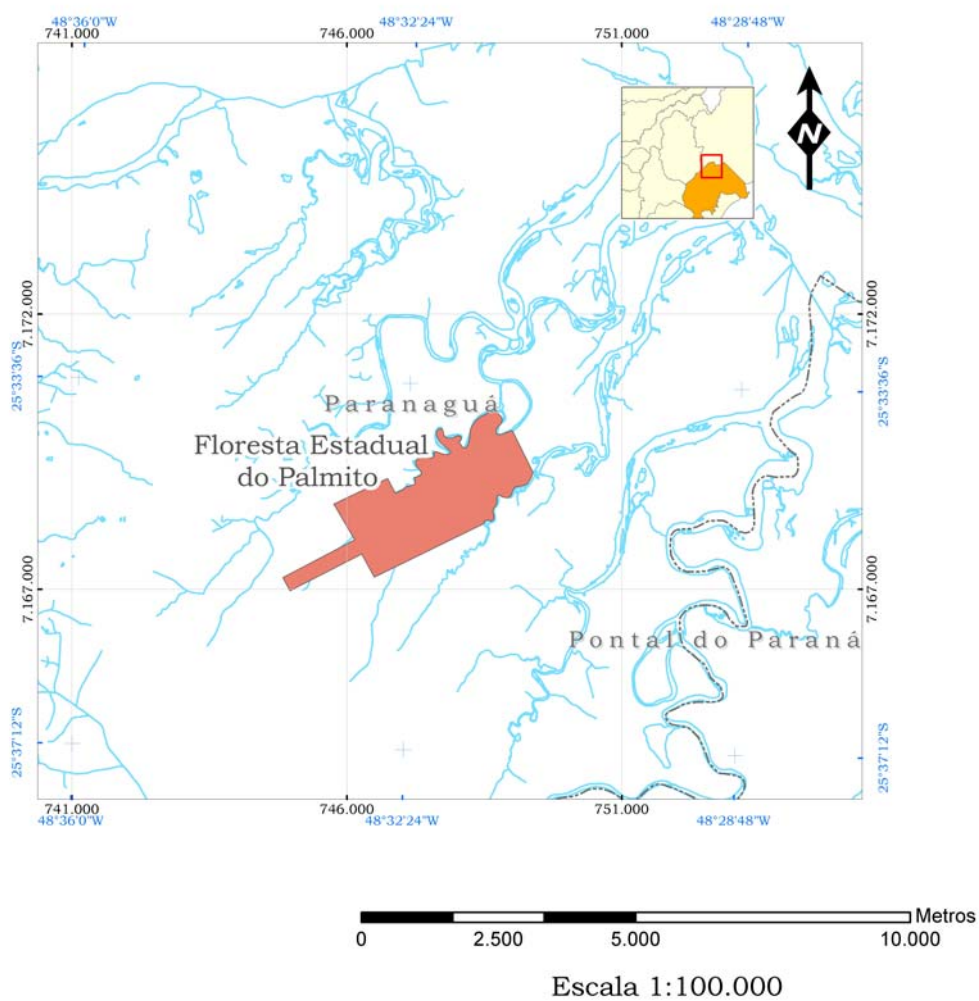 48°36'0"W 48°32'24"W 48°28'48"W
741.000 746.000 751.000
N
7.172.000 7.172.000
25°33'36"S 25°33'36"S
Paranaguá
Floresta Estadual
do Palmito
7.167.000 7.167.000
Pontal do Paraná
25°37'12"S 25°37'12"S
741.000 746.000 751.000
48°36'0"W 48°32'24"W 48°28'48"W
Metros
0 2.500 5.000 10.000
Escala 1:100.000